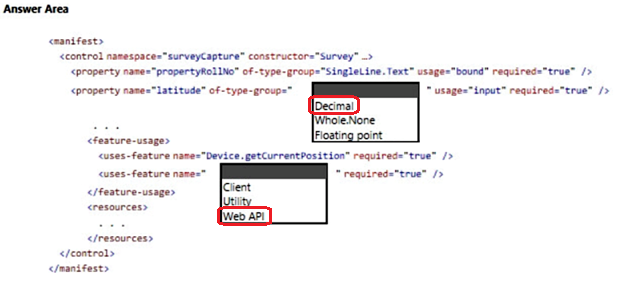 Answer Area
<manifest>
<control namespace="surveyCapture" constructor="Survey" …>
<property name="propertyRollNo" of-type-group="SingleLine.Text" usage="bound" required="true" />
<property name="latitude" of-type-group=" " usage="input" required="true" />
Decimal
Whole.None
Floating point
. . .
<feature-usage>
<uses-feature name="Device.getCurrentPosition" required="true" />
<uses-feature name=" " required="true" />
Client
Utility
Web API
</feature-usage>
<resources>
. . .
</resources>
</control>
</manifest>